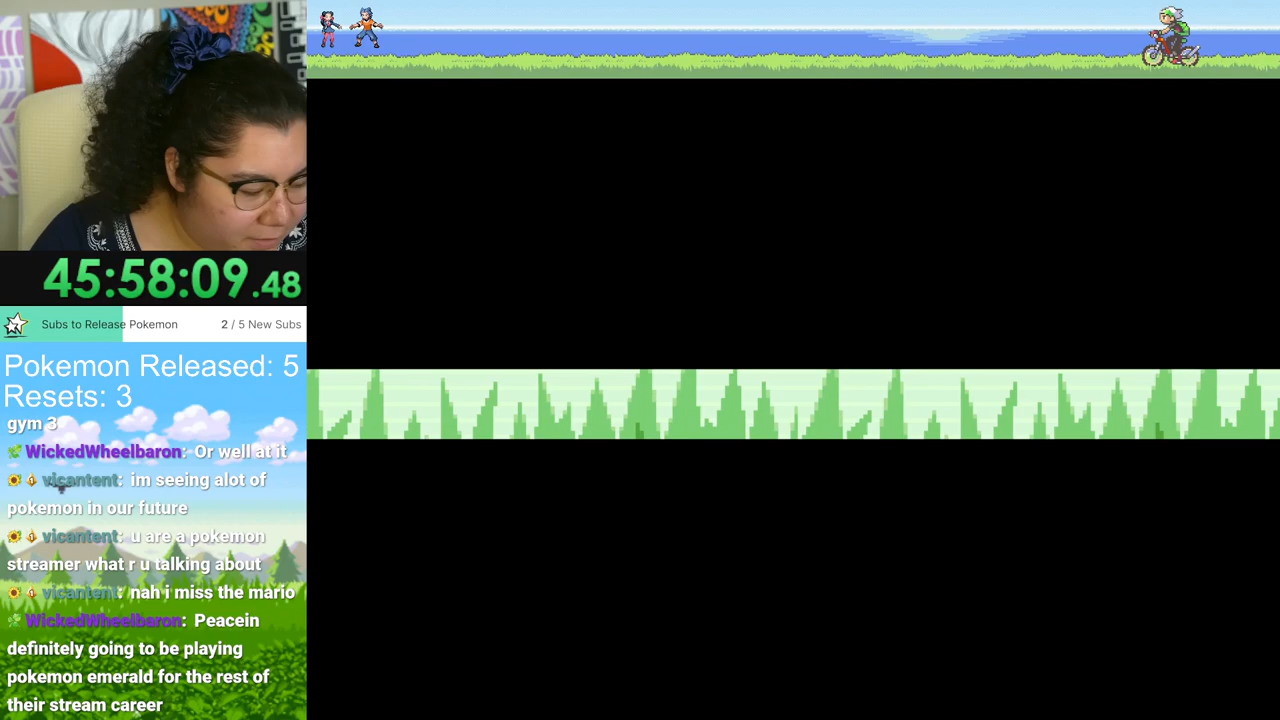 45:58:09.48
Subs to Release Pokemon 2 / 5 New Subs
Pokemon Released: 5
Resets: 3
gym 3
WickedWheelbaron: Or well at it
vicantent: im seeing alot of
pokemon in our future
vicantent: u are a pokemon
streamer what r u talking about
vicantent: nah i miss the mario
WickedWheelbaron: Peacein
definitely going to be playing
pokemon emerald for the rest of
their stream career